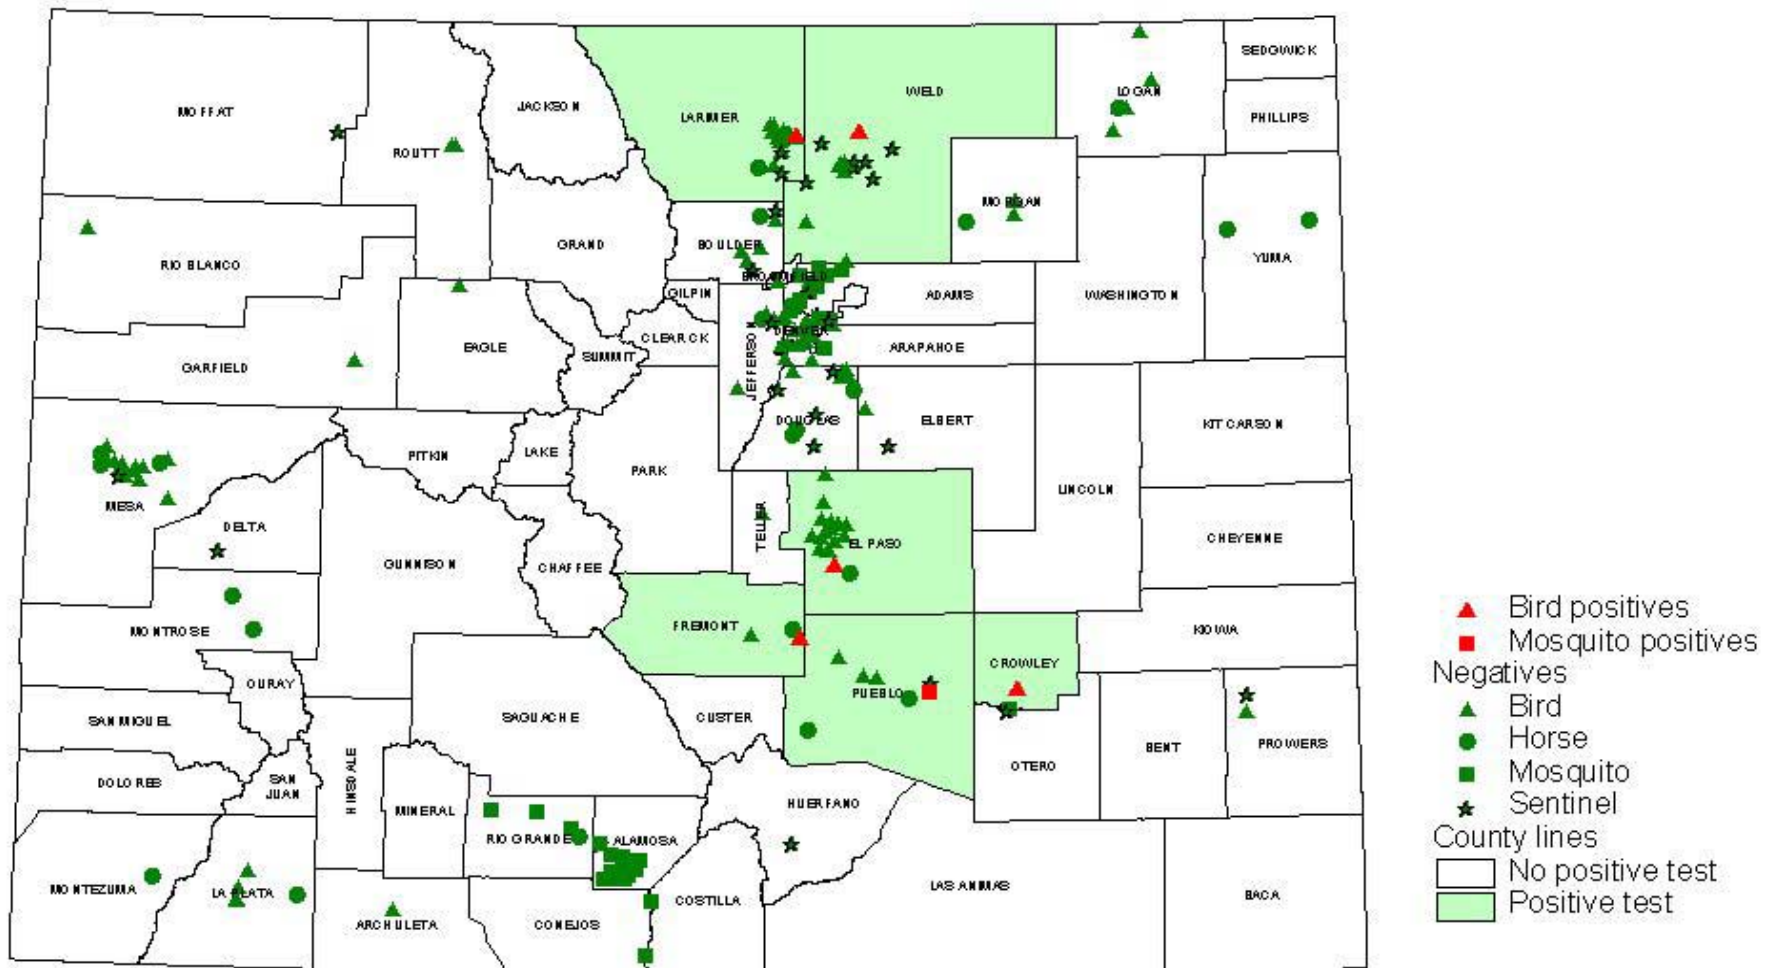 SEDGWICK
MOFFAT
JACKSON
LARIMER
WELD
LOGAN
PHILLIPS
ROUTT
MORGAN
RIO BLANCO
GRAND
BOULDER
YUMA
BROOMFIELD
GILPIN
ADAMS
WASHINGTON
CLEAR CK
DENVER
GARFIELD
EAGLE
SUMMIT
JEFFERSON
ARAPAHOE
DOUGLAS
ELBERT
KIT CARSON
PITKIN
LAKE
PARK
LINCOLN
MESA
DELTA
TELLER
EL PASO
CHEYENNE
GUNNISON
CHAFFEE
MONTROSE
FREMONT
KIOWA
OURAY
CROWLEY
PUEBLO
SAN MIGUEL
SAGUACHE
CUSTER
OTERO
BENT
PROWERS
DOLORES
SAN
JUAN
HINSDALE
MINERAL
HUERFANO
RIO GRANDE
ALAMOSA
MONTEZUMA
LA PLATA
COSTILLA
LAS ANIMAS
BACA
ARCHULETA
CONEJOS
Bird positives
Mosquito positives
Negatives
Bird
Horse
Mosquito
Sentinel
County lines
No positive test
Positive test